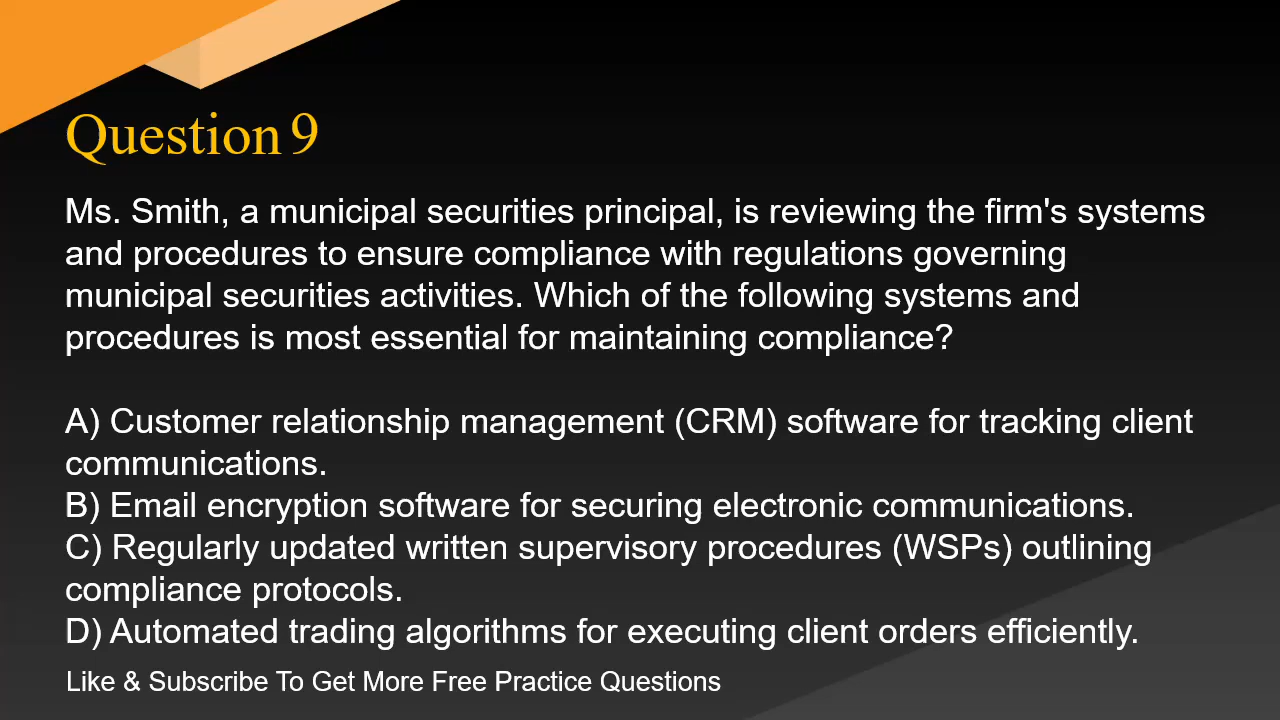 Question 9
Ms. Smith, a municipal securities principal, is reviewing the firm's systems
and procedures to ensure compliance with regulations governing
municipal securities activities. Which of the following systems and
procedures is most essential for maintaining compliance?
A) Customer relationship management (CRM) software for tracking client
communications.
B) Email encryption software for securing electronic communications.
C) Regularly updated written supervisory procedures (WSPs) outlining
compliance protocols.
D) Automated trading algorithms for executing client orders efficiently.
Like & Subscribe To Get More Free Practice Questions